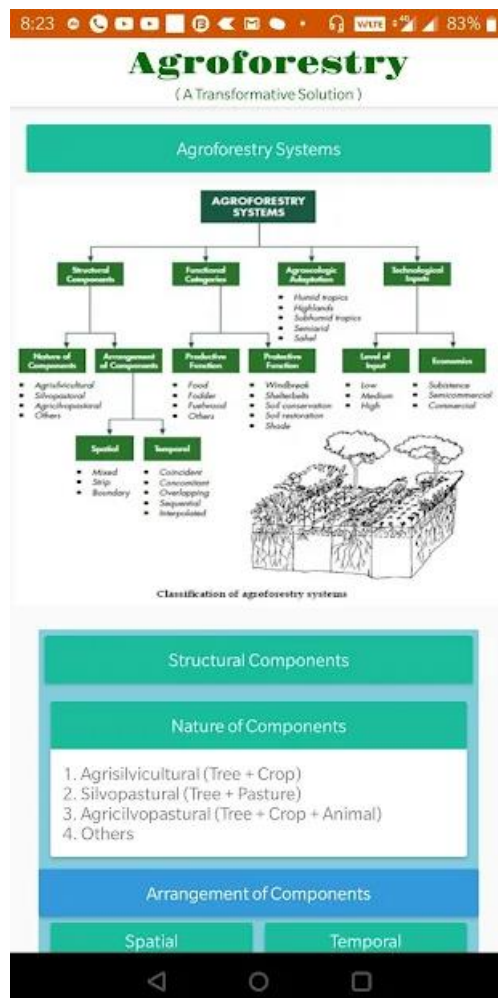 8:23
VoLTE
4G
83%
Agroforestry
( A Transformative Solution )
Agroforestry Systems
AGROFORESTRY
SYSTEMS
Structural
Components
Functional
Categories
Agroecologic
Adaptation
Technological
Inputs
• Humid tropics
• Highlands
• Subhumid tropics
• Semiarid
• Sahel
Nature of
Components
Arrangement
of Components
Productive
Function
Protective
Function
Level of
Input
Economics
• Agrisilvicultural
• Silvopastoral
• Agrisilvopastoral
• Others
• Food
• Fodder
• Fuelwood
• Others
• Windbreak
• Shelterbelts
• Soil conservation
• Soil restoration
• Shade
• Low
• Medium
• High
• Subsistence
• Semicommercial
• Commercial
Spatial
Temporal
• Mixed
• Strip
• Boundary
• Coincident
• Concomitant
• Overlapping
• Sequential
• Interpolated
Classification of agroforestry systems
Structural Components
Nature of Components
1. Agrisilvicultural (Tree + Crop)
2. Silvopastural (Tree + Pasture)
3. Agricilvopastural (Tree + Crop + Animal)
4. Others
Arrangement of Components
Spatial
Temporal